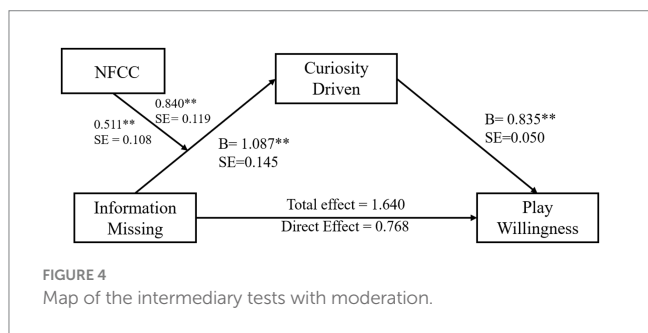 NFCC
Curiosity
Driven
0.840**
SE = 0.119
0.511**
SE = 0.108
B= 1.087**
SE=0.145
B= 0.835**
SE=0.050
Information
Missing
Total effect = 1.640
Direct Effect = 0.768
Play
Willingness
FIGURE 4
Map of the intermediary tests with moderation.